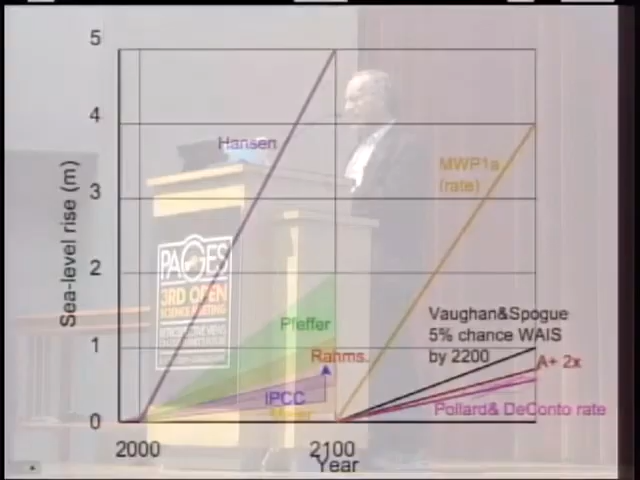 5
4
3
2
1
0
Sea-level rise (m)
Hansen
MWP1a
(rate)
PAGES
3RD OPEN
SCIENCE MEETING
Pfeffer
Rahms.
IPCC
Vaughan&Spogue
5% chance WAIS
by 2200
A+ 2x
Pollard& DeConto rate
2000
2100
Year